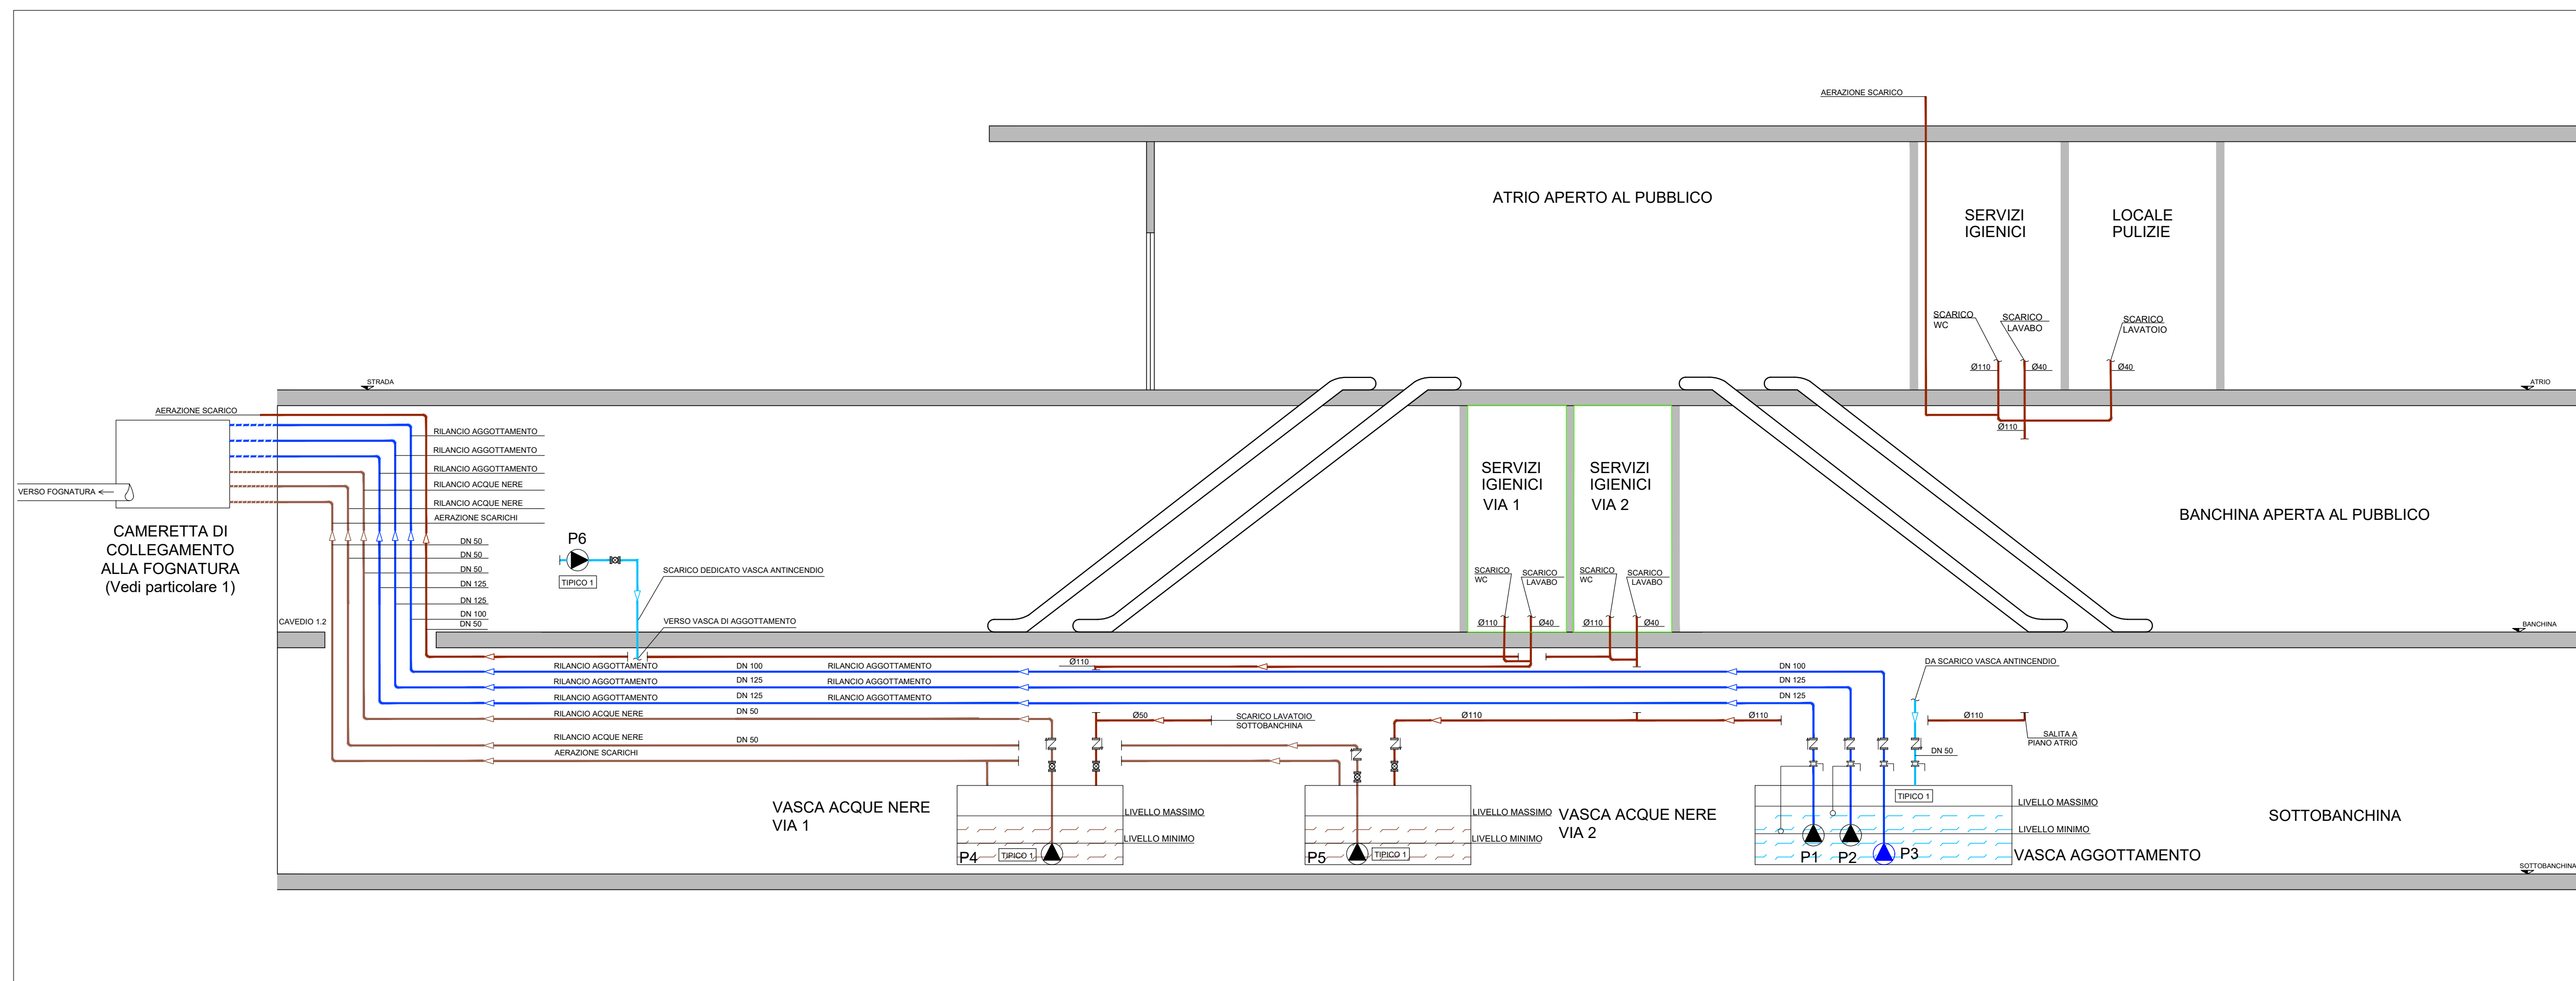 AERAZIONE SCARICO
ATRIO APERTO AL PUBBLICO
SERVIZI
IGIENICI
LOCALE
PULIZIE
SCARICO
WC
SCARICO
LAVABO
SCARICO
LAVATOIO
Ø110
Ø40
Ø40
Ø110
STRADA
ATRIO
AERAZIONE SCARICO
RILANCIO AGGOTTAMENTO
RILANCIO AGGOTTAMENTO
RILANCIO AGGOTTAMENTO
RILANCIO ACQUE NERE
RILANCIO ACQUE NERE
AERAZIONE SCARICHI
VERSO FOGNATURA
CAMERETTA DI
COLLEGAMENTO
ALLA FOGNATURA
(Vedi particolare 1)
DN 50
DN 50
DN 50
DN 125
DN 125
DN 100
DN 50
P6
TIPICO 1
SCARICO DEDICATO VASCA ANTINCENDIO
VERSO VASCA DI AGGOTTAMENTO
SERVIZI
IGIENICI
VIA 1
SERVIZI
IGIENICI
VIA 2
SCARICO
WC
SCARICO
LAVABO
SCARICO
WC
SCARICO
LAVABO
Ø110
Ø40
Ø110
Ø40
BANCHINA APERTA AL PUBBLICO
CAVEDIO 1.2
BANCHINA
RILANCIO AGGOTTAMENTO
DN 100
RILANCIO AGGOTTAMENTO
Ø110
DN 100
RILANCIO AGGOTTAMENTO
DN 125
RILANCIO AGGOTTAMENTO
DN 125
RILANCIO AGGOTTAMENTO
DN 125
RILANCIO AGGOTTAMENTO
DN 125
DA SCARICO VASCA ANTINCENDIO
RILANCIO ACQUE NERE
DN 50
Ø50
SCARICO LAVATOIO
SOTTOBANCHINA
Ø110
Ø110
Ø110
SALITA A
PIANO ATRIO
RILANCIO ACQUE NERE
DN 50
AERAZIONE SCARICHI
DN 50
VASCA ACQUE NERE
VIA 1
LIVELLO MASSIMO
LIVELLO MINIMO
P4
TIPICO 1
LIVELLO MASSIMO
LIVELLO MINIMO
P5
TIPICO 1
VASCA ACQUE NERE
VIA 2
TIPICO 1
LIVELLO MASSIMO
LIVELLO MINIMO
P1
P2
P3
VASCA AGGOTTAMENTO
SOTTOBANCHINA
SOTTOBANCHINA